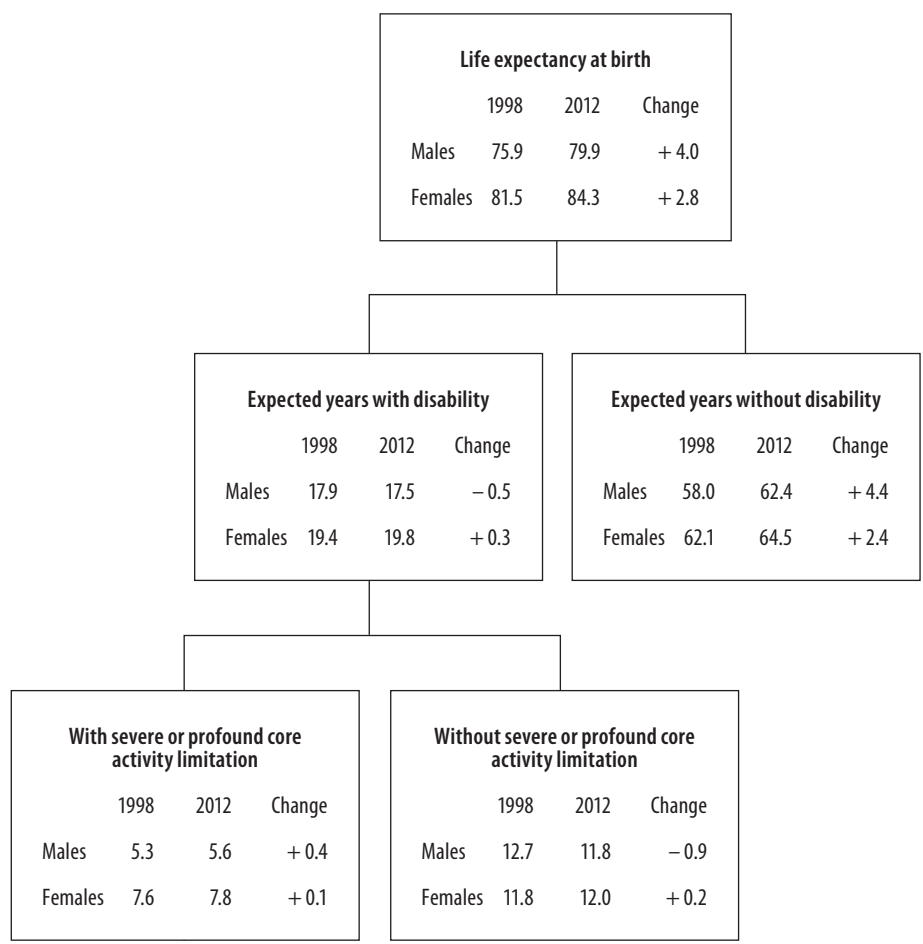 Life expectancy at birth
1998 2012 Change
Males 75.9 79.9 + 4.0
Females 81.5 84.3 + 2.8
Expected years with disability
1998 2012 Change
Males 17.9 17.5 – 0.5
Females 19.4 19.8 + 0.3
Expected years without disability
1998 2012 Change
Males 58.0 62.4 + 4.4
Females 62.1 64.5 + 2.4
With severe or profound core
activity limitation
1998 2012 Change
Males 5.3 5.6 + 0.4
Females 7.6 7.8 + 0.1
Without severe or profound core
activity limitation
1998 2012 Change
Males 12.7 11.8 – 0.9
Females 11.8 12.0 + 0.2